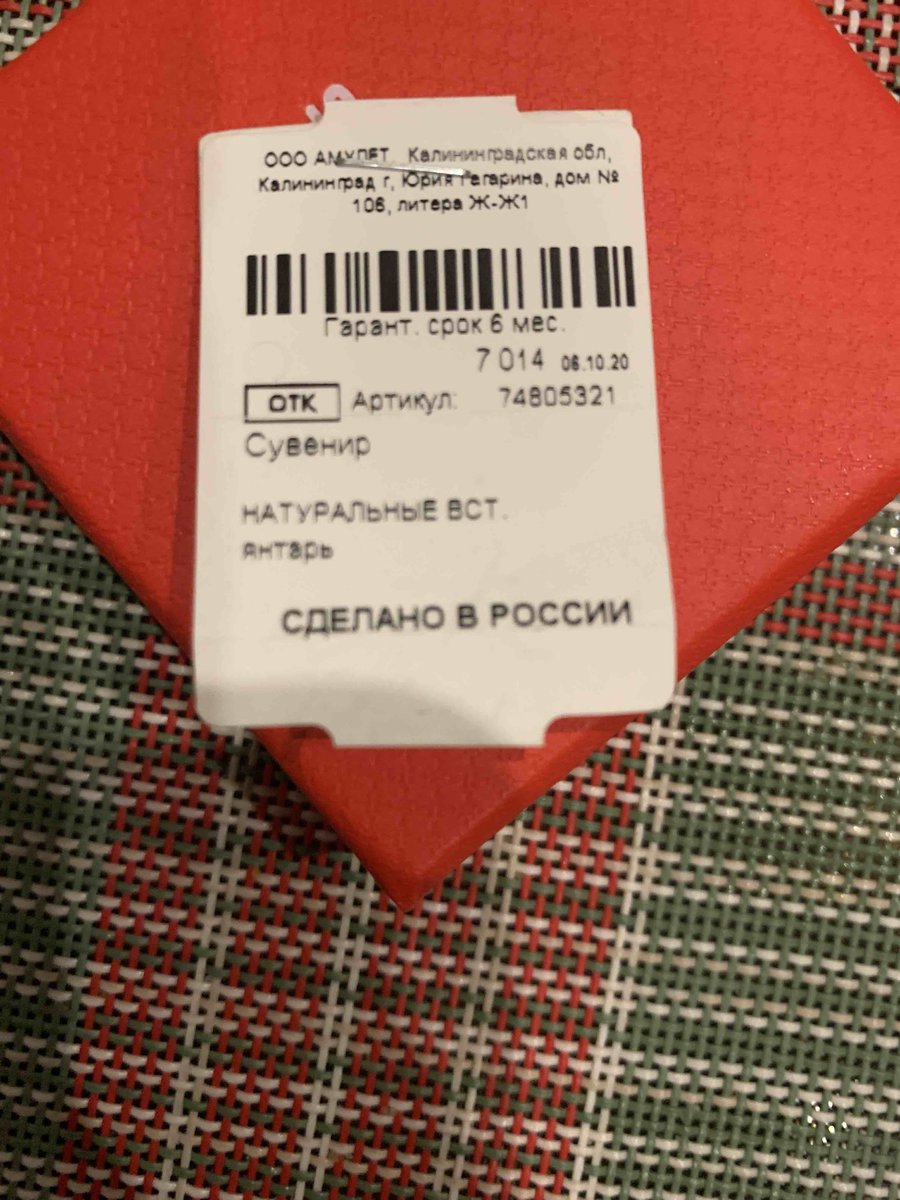 ООО АМУЛЕТ Калининградская обл,
Калининград г, Юрия Гагарина, дом №
106, литера Ж-Ж1
Гарант. срок 6 мес.
7 014 06.10.20
ОТК Артикул: 74805321
Сувенир
НАТУРАЛЬНЫЕ ВСТ.
янтарь
СДЕЛАНО В РОССИИ